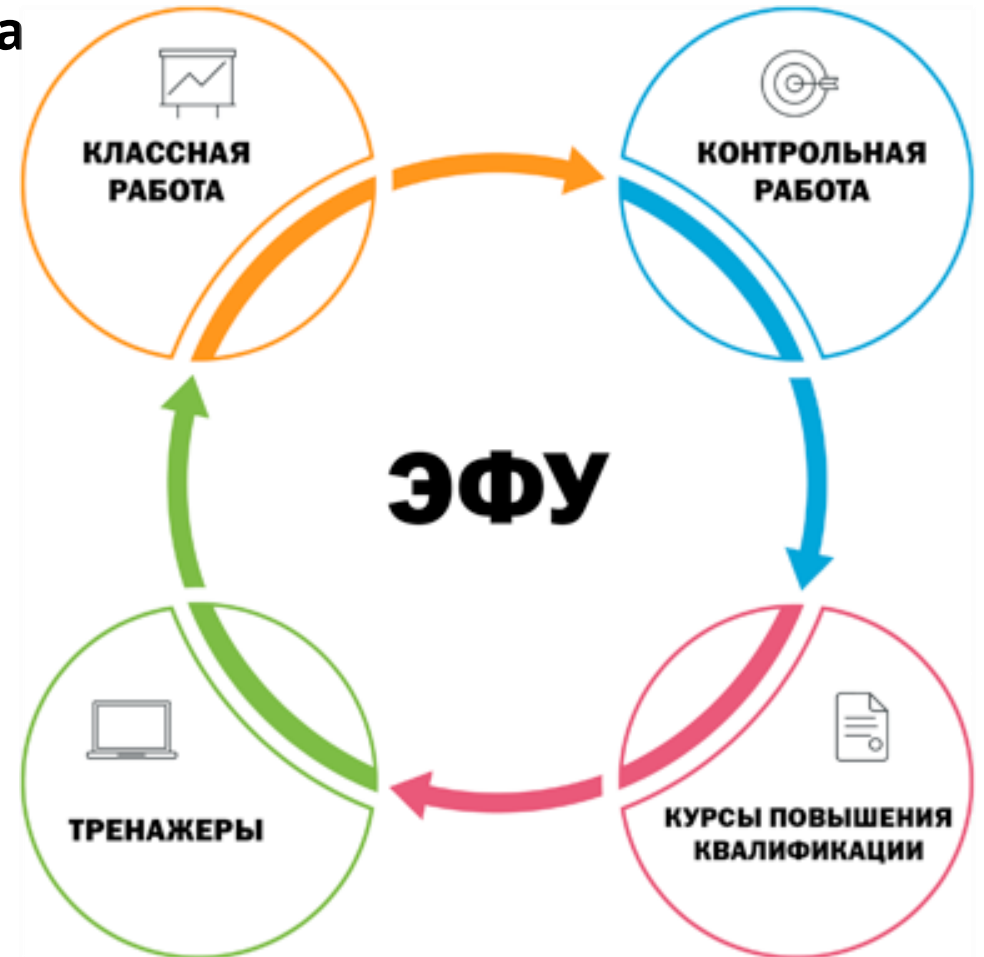 а
КЛАССНАЯ
РАБОТА
КОНТРОЛЬНАЯ
РАБОТА
ЭФУ
ТРЕНАЖЕРЫ
КУРСЫ ПОВЫШЕНИЯ
КВАЛИФИКАЦИИ